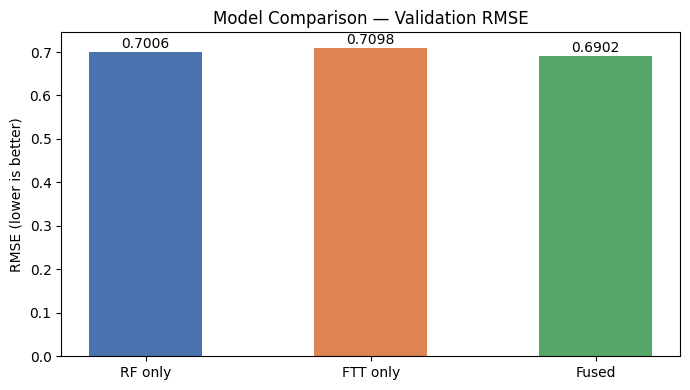 Model Comparison — Validation RMSE
RMSE (lower is better)
0.7
0.6
0.5
0.4
0.3
0.2
0.1
0.0
0.7006
0.7098
0.6902
RF only
FTT only
Fused